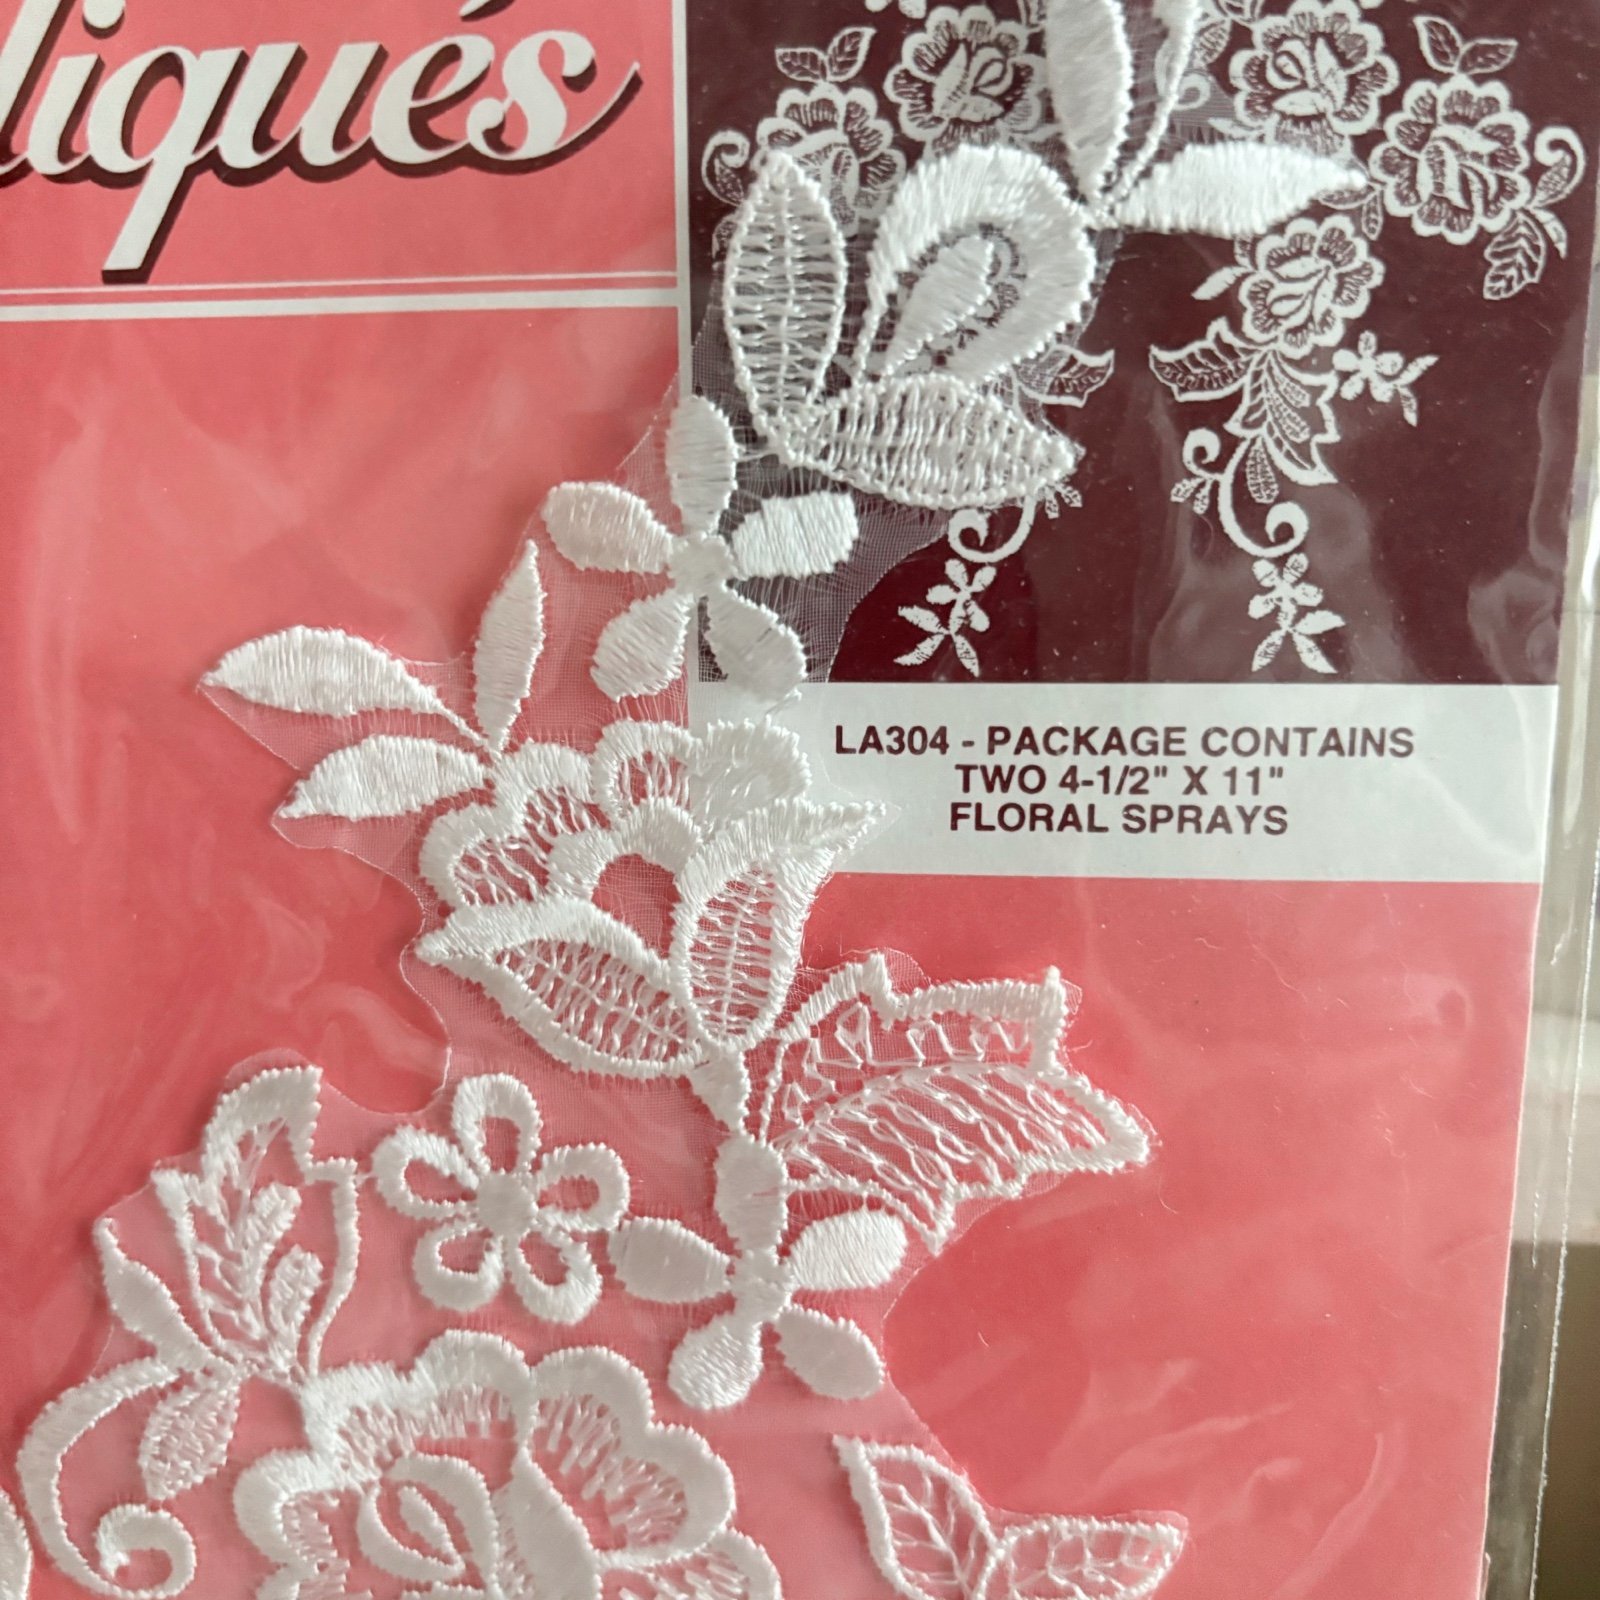 liqués
LA304 - PACKAGE CONTAINS
TWO 4-1/2" X 11"
FLORAL SPRAYS